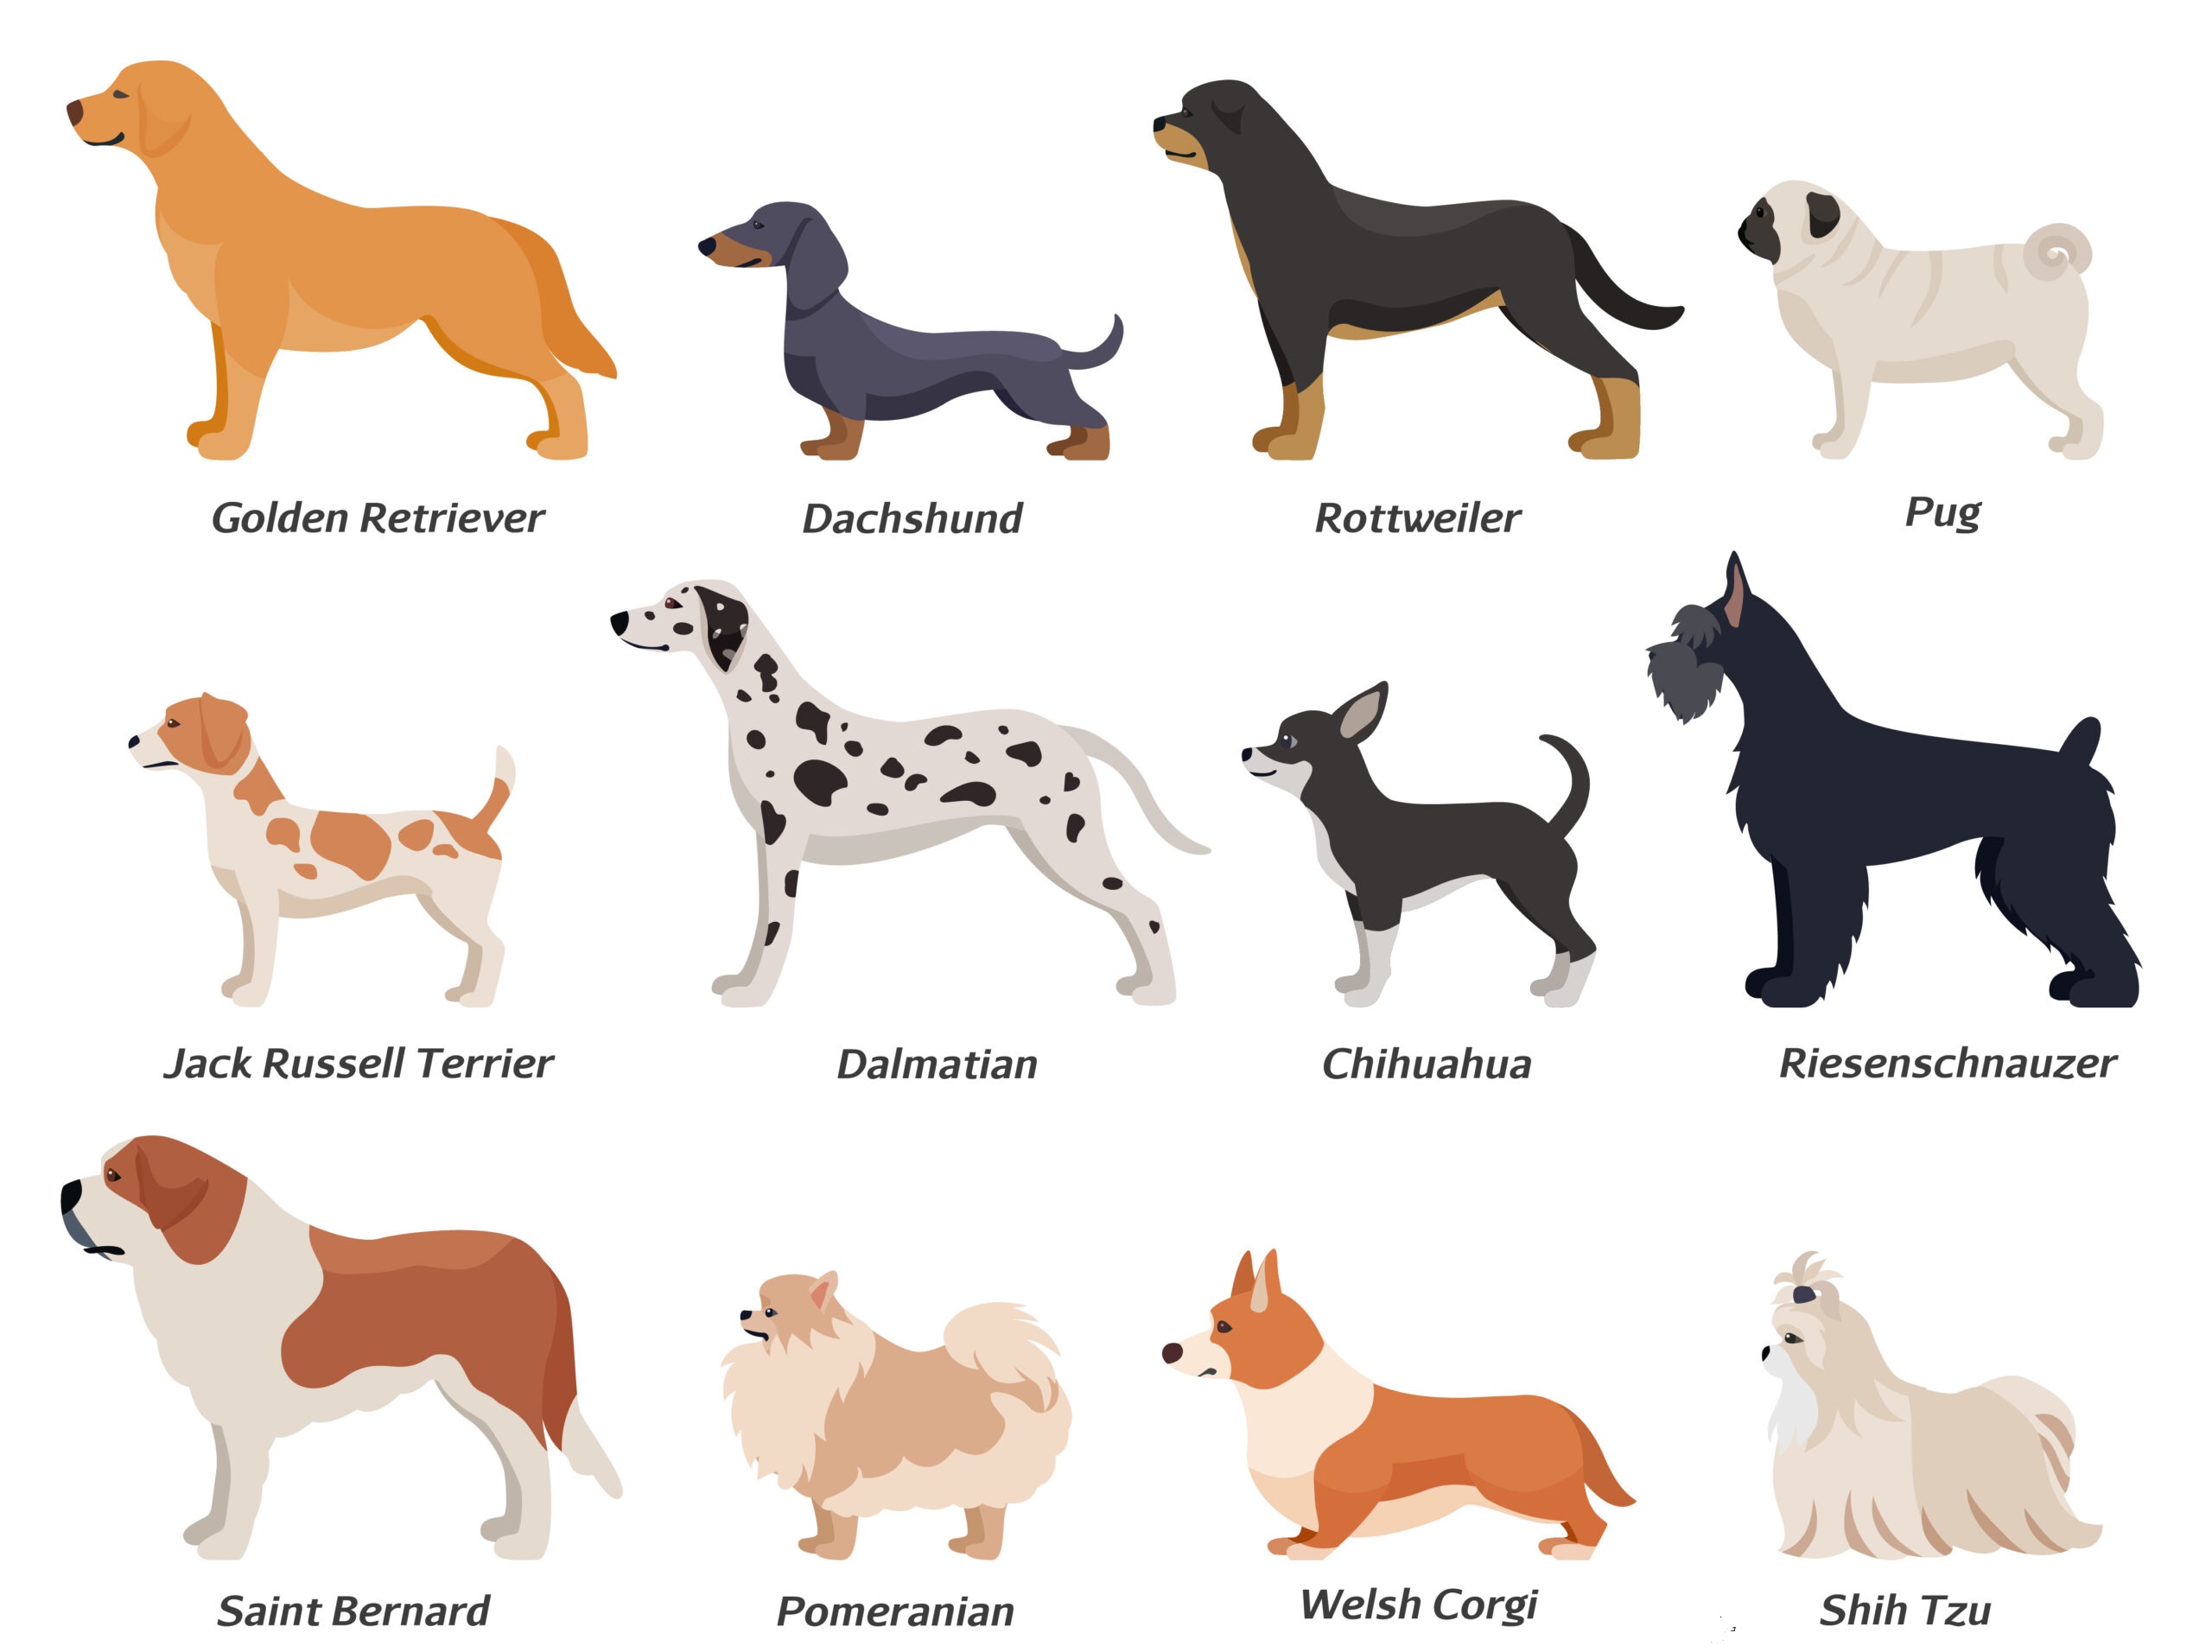 Golden Retriever
Dachshund
Rottweiler
Pug
Jack Russell Terrier
Dalmatian
Chihuahua
Riesenschnauzer
Saint Bernard
Pomeranian
Welsh Corgi
Shih Tzu